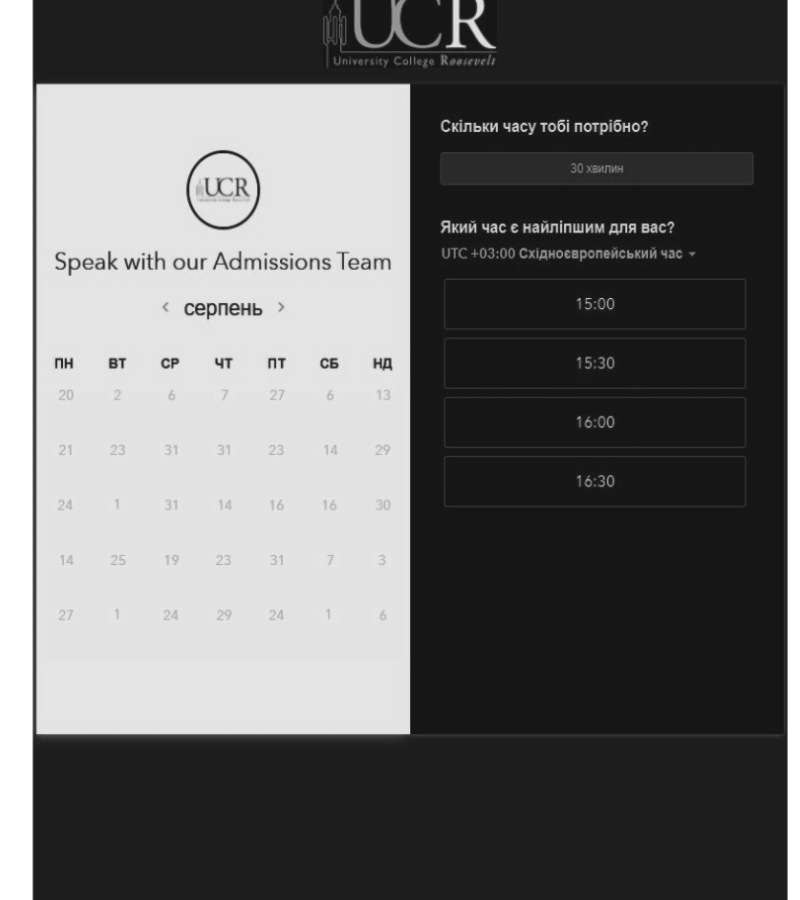 UCR
University College Roosevelt
UCR
Speak with our Admissions Team
< серпень >
ПН ВТ СР ЧТ ПТ СБ НД
20 2 6 7 27 6 13
21 23 31 31 23 14 29
24 1 31 14 16 16 30
14 25 19 23 31 7 3
27 1 24 29 24 1 6
Скільки часу тобі потрібно?
30 хвилин
Який час є найліпшим для вас?
UTC +03:00 Східноєвропейський час
15:00
15:30
16:00
16:30